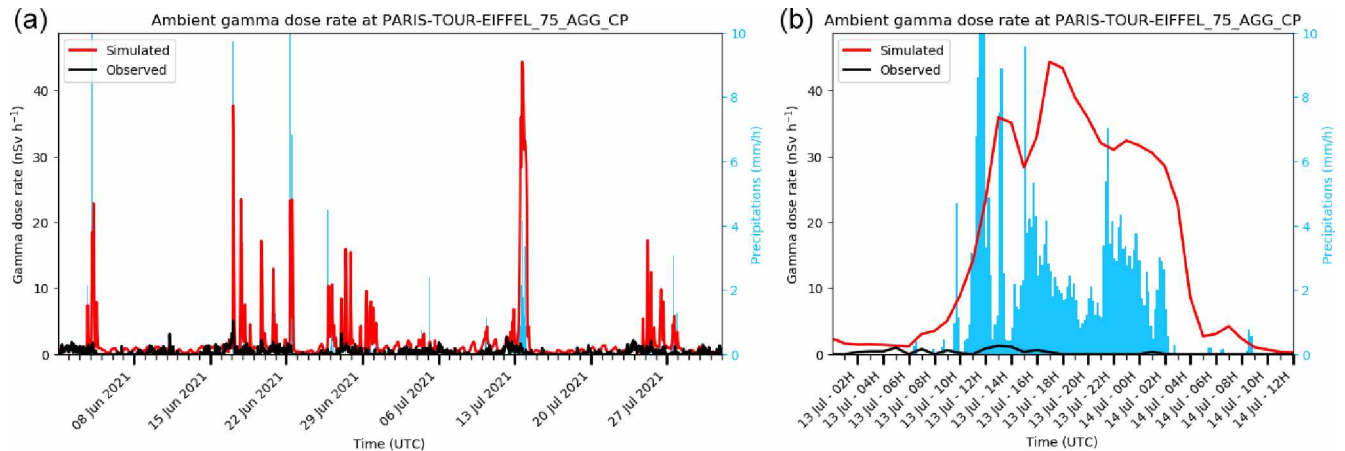 (a)
Ambient gamma dose rate at PARIS-TOUR-EIFFEL_75_AGG_CP
Simulated
Observed
Gamma dose rate (nSv h⁻¹)
40
30
20
10
0
10
8
6
4
2
0
Precipitations (mm/h)
08 Jun 2021
15 Jun 2021
22 Jun 2021
29 Jun 2021
06 Jul 2021
13 Jul 2021
20 Jul 2021
27 Jul 2021
Time (UTC)
(b)
Ambient gamma dose rate at PARIS-TOUR-EIFFEL_75_AGG_CP
Simulated
Observed
Gamma dose rate (nSv h⁻¹)
40
30
20
10
0
10
8
6
4
2
0
Precipitations (mm/h)
13 Jul - 02H
13 Jul - 04H
13 Jul - 06H
13 Jul - 08H
13 Jul - 10H
13 Jul - 12H
13 Jul - 14H
13 Jul - 16H
13 Jul - 18H
13 Jul - 20H
13 Jul - 22H
14 Jul - 00H
14 Jul - 02H
14 Jul - 04H
14 Jul - 06H
14 Jul - 08H
14 Jul - 10H
14 Jul - 12H
Time (UTC)